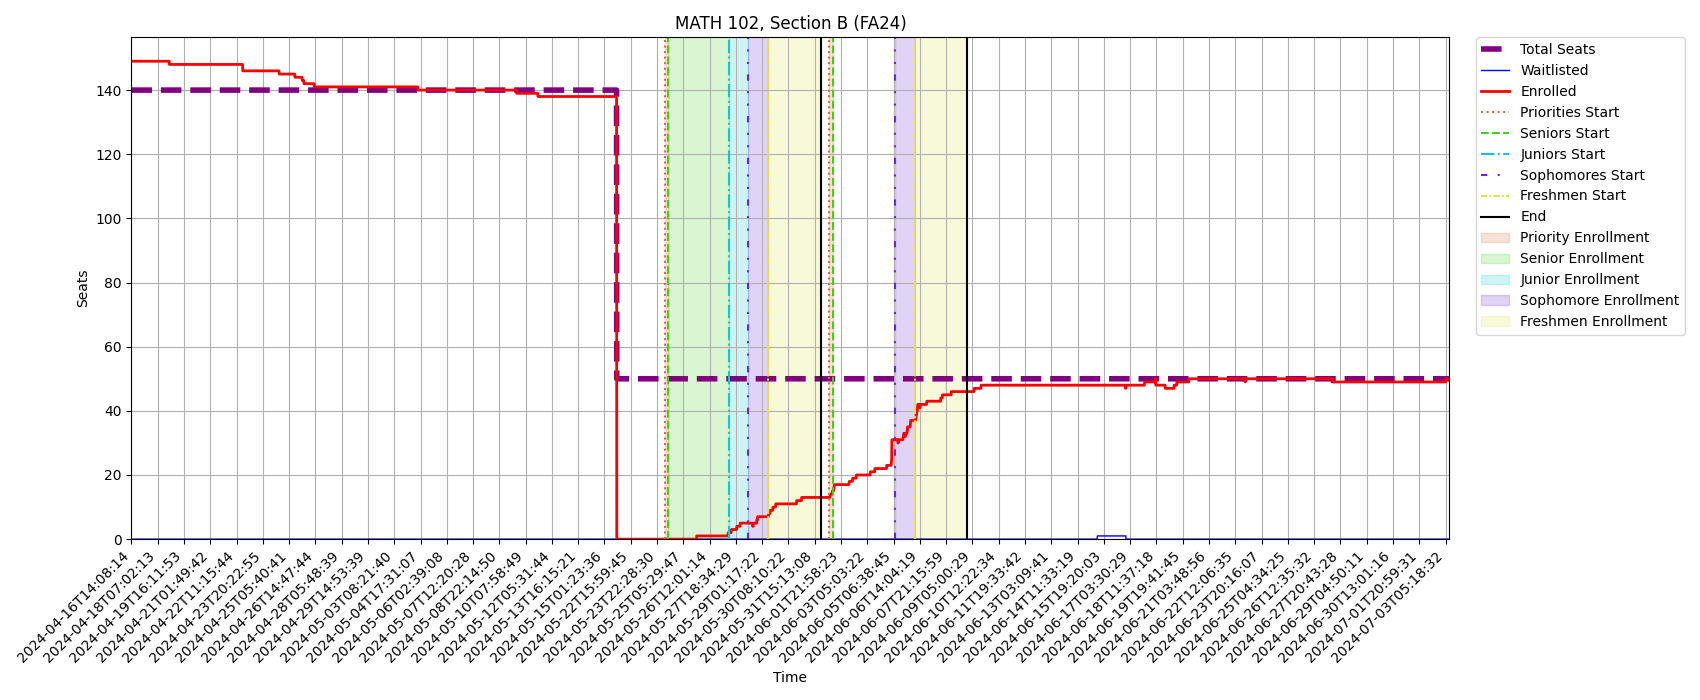 MATH 102, Section B (FA24)
Seats
140
120
100
80
60
40
20
0
2024-04-16T14:08:14
2024-04-18T07:02:13
2024-04-19T16:11:53
2024-04-21T01:49:42
2024-04-22T11:15:44
2024-04-23T20:22:55
2024-04-25T05:40:41
2024-04-26T14:47:44
2024-04-28T05:48:39
2024-04-29T14:53:39
2024-05-03T08:21:40
2024-05-04T17:31:07
2024-05-06T02:39:08
2024-05-07T12:20:28
2024-05-08T22:14:50
2024-05-10T07:58:49
2024-05-12T05:31:44
2024-05-13T16:15:21
2024-05-15T01:23:36
2024-05-22T15:59:45
2024-05-23T22:28:30
2024-05-25T05:29:47
2024-05-26T12:01:14
2024-05-27T18:34:29
2024-05-29T01:17:22
2024-05-30T08:10:22
2024-05-31T15:13:08
2024-06-01T21:58:23
2024-06-03T05:03:22
2024-06-05T06:38:45
2024-06-06T14:04:19
2024-06-07T21:15:59
2024-06-09T05:00:29
2024-06-10T12:22:34
2024-06-11T19:33:42
2024-06-13T03:09:41
2024-06-14T11:33:19
2024-06-15T19:20:03
2024-06-17T03:30:29
2024-06-18T11:37:18
2024-06-19T19:41:45
2024-06-21T03:48:56
2024-06-22T12:06:35
2024-06-23T20:16:07
2024-06-25T04:34:25
2024-06-26T12:35:32
2024-06-27T20:43:28
2024-06-29T04:50:11
2024-06-30T13:01:16
2024-07-01T20:59:31
2024-07-03T05:18:32
Time
Total Seats
Waitlisted
Enrolled
Priorities Start
Seniors Start
Juniors Start
Sophomores Start
Freshmen Start
End
Priority Enrollment
Senior Enrollment
Junior Enrollment
Sophomore Enrollment
Freshmen Enrollment